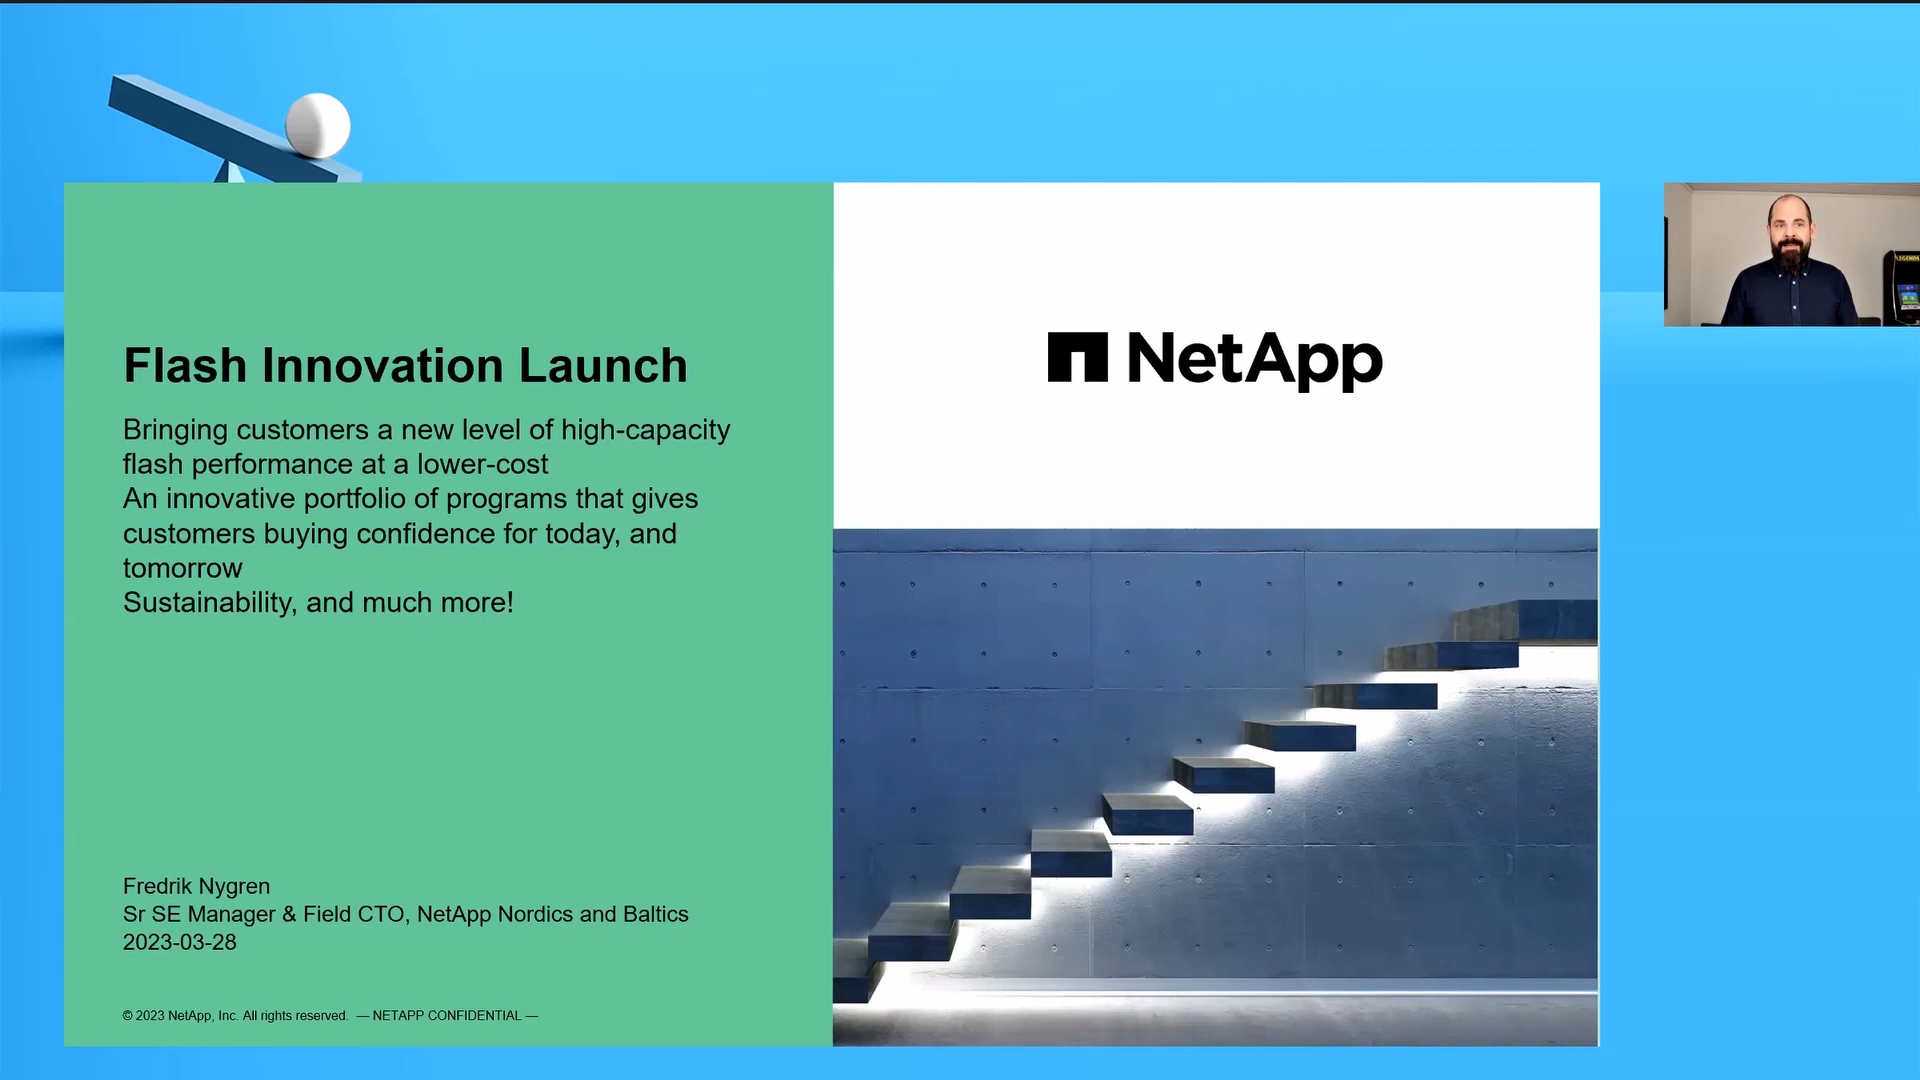 Flash Innovation Launch
Bringing customers a new level of high-capacity
flash performance at a lower-cost
An innovative portfolio of programs that gives
customers buying confidence for today, and
tomorrow
Sustainability, and much more!
Fredrik Nygren
Sr SE Manager & Field CTO, NetApp Nordics and Baltics
2023-03-28
© 2023 NetApp, Inc. All rights reserved. — NETAPP CONFIDENTIAL —
NetApp
LEGENDS